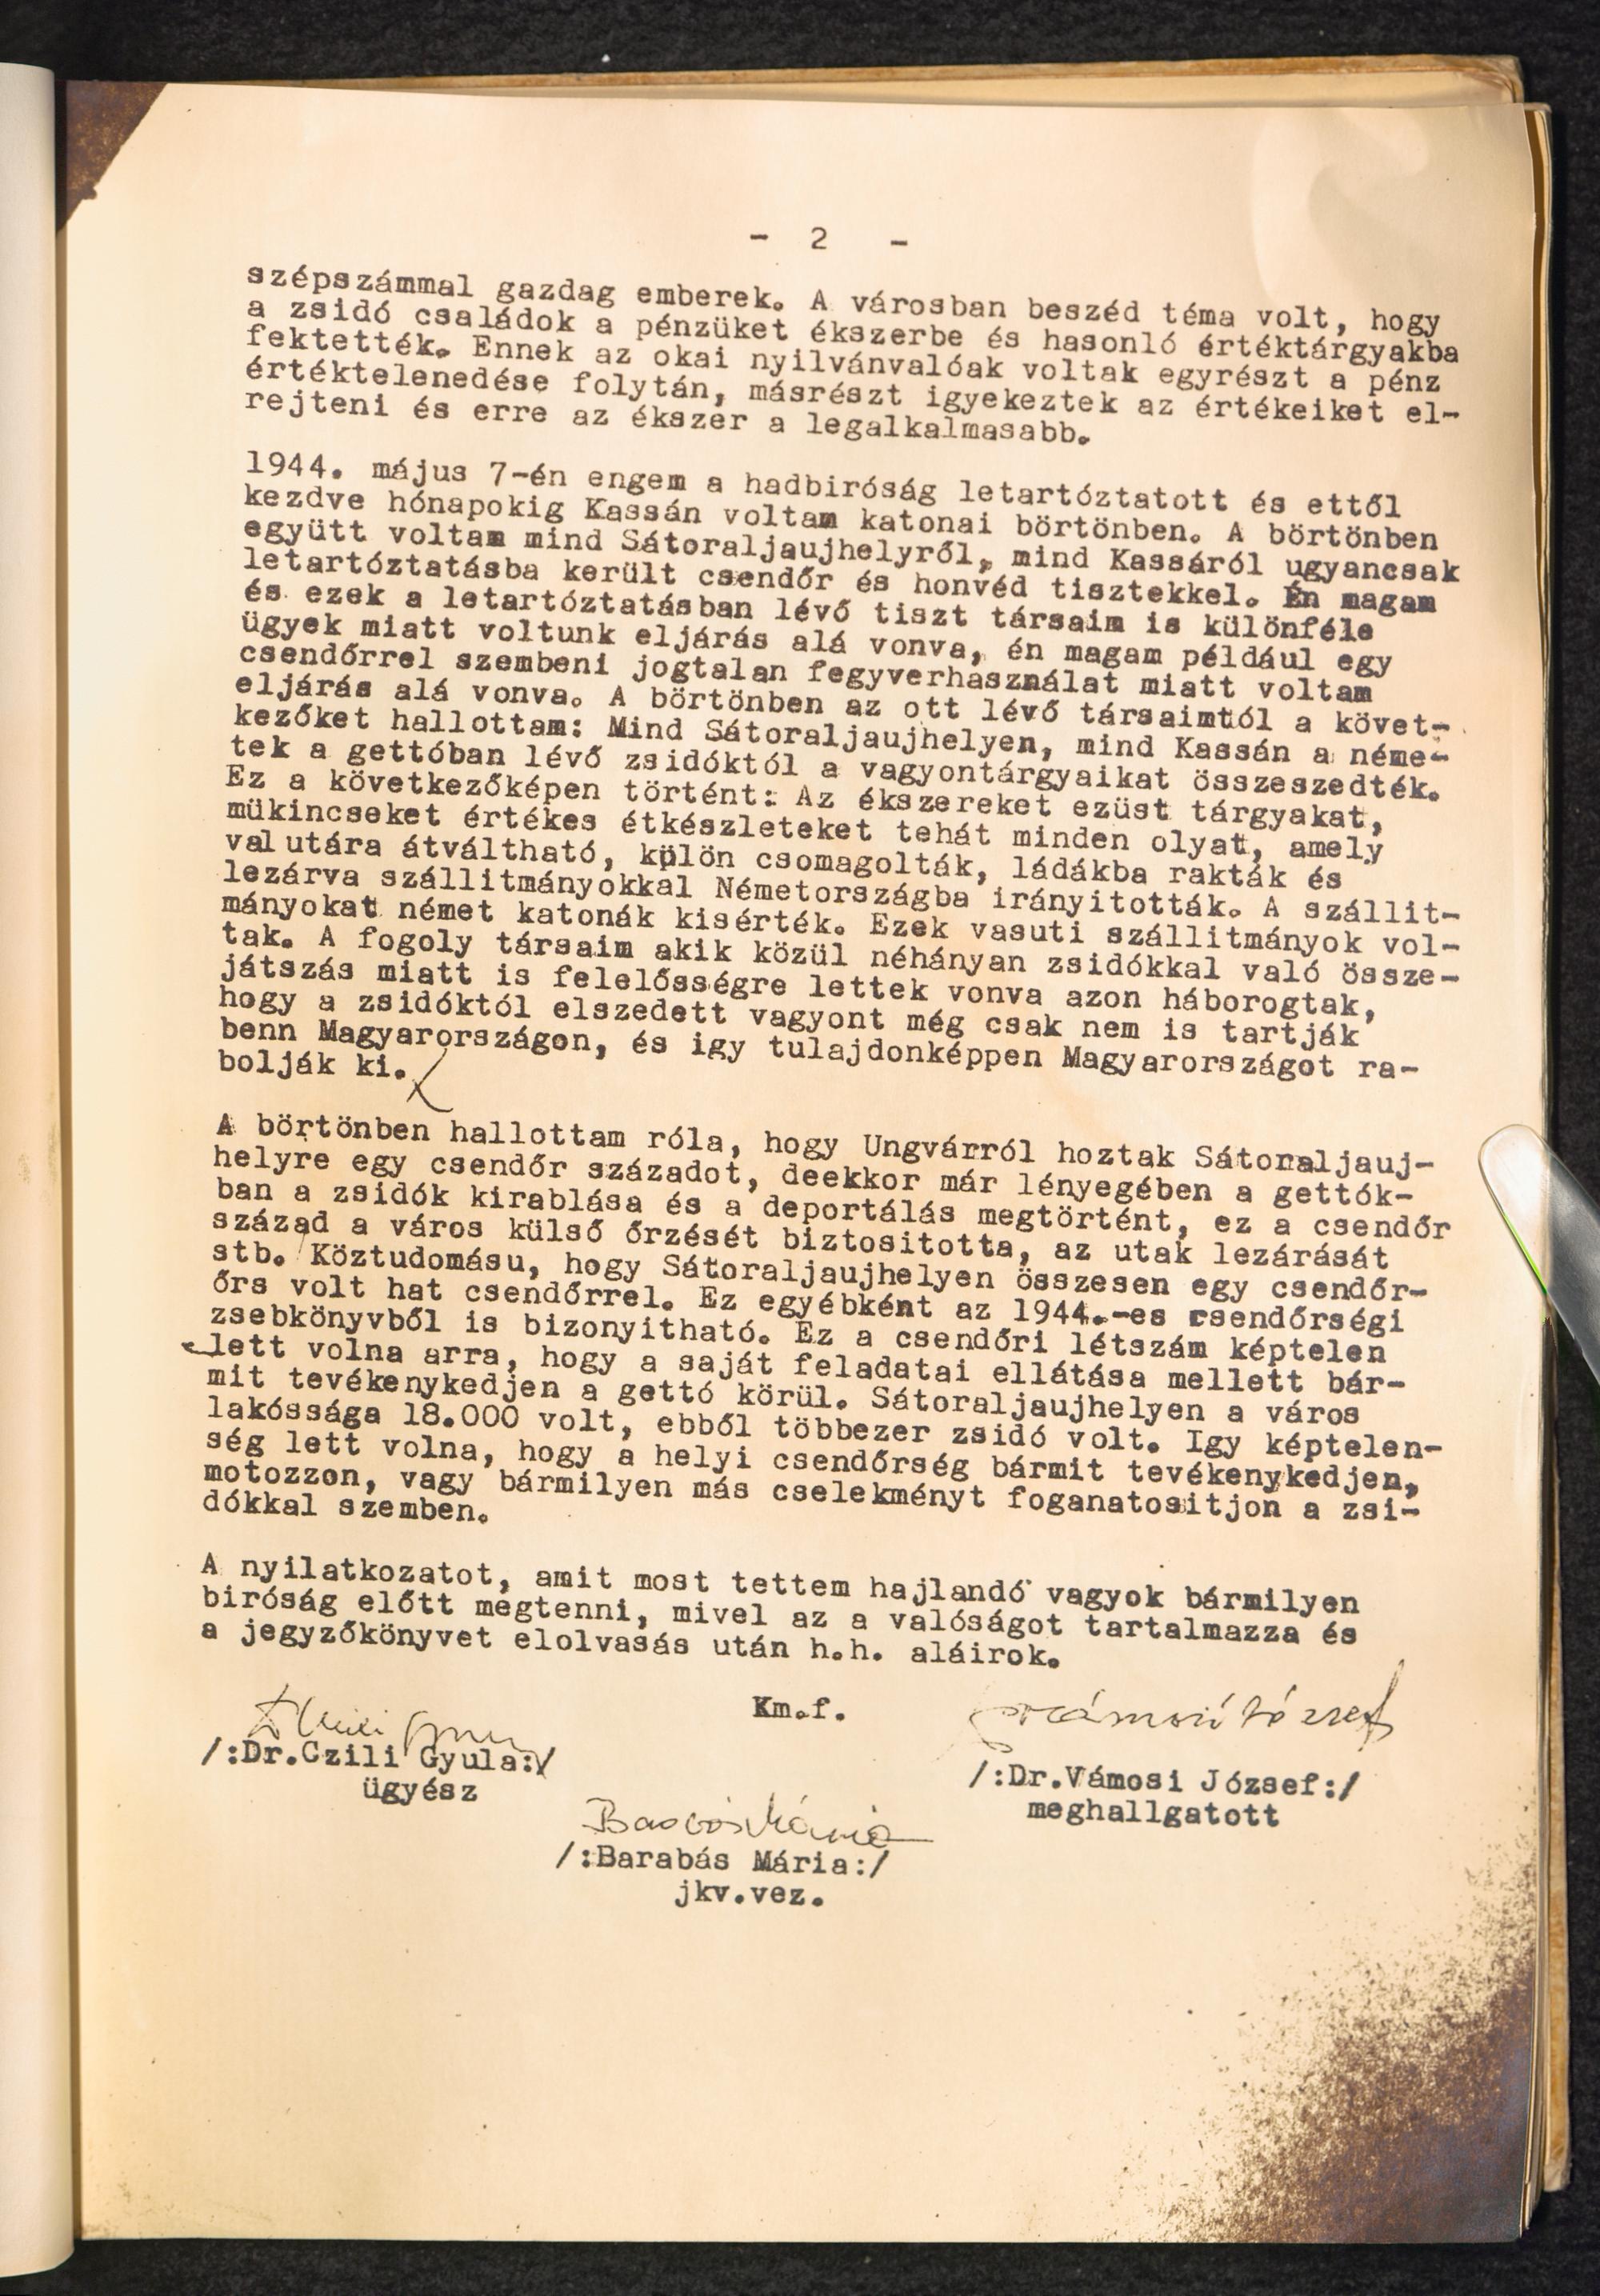 - 2 -
szépszámmal gazdag emberek. A városban beszéd téma volt, hogy
a zsidó családok a pénzüket ékszerbe és hasonló értéktárgyakba
fektették. Ennek az okai nyilvánvalóak voltak egyrészt a pénz
értéktelenedése folytán, másrészt igyekeztek az értékeiket el-
rejteni és erre az ékszer a legalkalmasabb.
1944. május 7-én engem a hadbiróság letartóztatott és ettől
kezdve hónapokig Kassán voltam katonai börtönben. A börtönben
együtt voltam mind Sátoraljaujhelyről, mind Kassáról ugyancsak
letartóztatásba került csendőr és honvéd tisztekkel. Én magam
és ezek a letartóztatásban lévő tiszt társaim is különféle
ügyek miatt voltunk eljárás alá vonva, én magam például egy
csendőrrel szembeni jogtalan fegyverhasználat miatt voltam
eljárás alá vonva. A börtönben az ott lévő társaimtól a követ-
kezőket hallottam: Mind Sátoraljaujhelyen, mind Kassán a néme-
tek a gettóban lévő zsidóktól a vagyontárgyaikat összeszedték.
Ez a következőképen történt: Az ékszereket ezüst tárgyakat,
mükincseket értékes étkészleteket tehát minden olyat, amely
valutára átváltható, külön csomagolták, ládákba rakták és
lezárva szállitmányokkal Németországba irányitották. A szállit-
mányokat német katonák kisérték. Ezek vasuti szállitmányok vol-
tak. A fogoly társaim akik közül néhányan zsidókkal való össze-
játszás miatt is felelősségre lettek vonva azon háborogtak,
hogy a zsidóktól elszedett vagyont még csak nem is tartják
benn Magyarországon, és igy tulajdonképpen Magyarországot ra-
bolják ki.
A börtönben hallottam róla, hogy Ungvárról hoztak Sátoraljauj-
helyre egy csendőr századot, deekkor már lényegében a gettók-
ban a zsidók kirablása és a deportálás megtörtént, ez a csendőr
század a város külső őrzését biztositotta, az utak lezárását
stb. Köztudomásu, hogy Sátoraljaujhelyen összesen egy csendőr-
őrs volt hat csendőrrel. Ez egyébként az 1944.-es csendőrségi
zsebkönyvből is bizonyitható. Ez a csendőri létszám képtelen
lett volna arra, hogy a saját feladatai ellátása mellett bár-
mit tevékenykedjen a gettó körül. Sátoraljaujhelyen a város
lakóssága 18.000 volt, ebből többezer zsidó volt. Igy képtelen-
ség lett volna, hogy a helyi csendőrség bármit tevékenykedjen,
motozzon, vagy bármilyen más cselekményt foganatositjon a zsi-
dókkal szemben.
A nyilatkozatot, amit most tettem hajlandó vagyok bármilyen
biróság előtt megtenni, mivel az a valóságot tartalmazza és
a jegyzőkönyvet elolvasás után h.h. aláirok.
Km.f.
/:Dr.Czili Gyula:/
ügyész
/:Dr.Vámosi József:/
meghallgatott
/:Barabás Mária:/
jkv.vez.